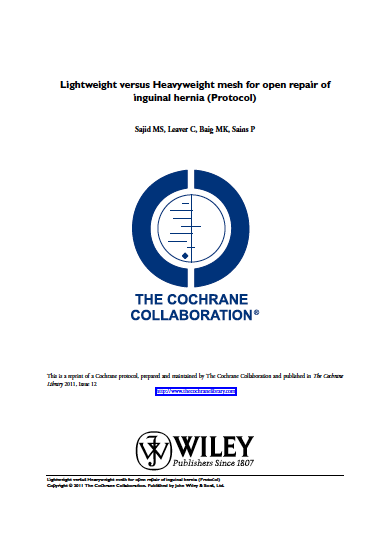 Lightweight versus Heavyweight mesh for open repair of
inguinal hernia (Protocol)
Sajid MS, Leaver C, Baig MK, Sains P
THE COCHRANE
COLLABORATION®
This is a reprint of a Cochrane protocol, prepared and maintained by The Cochrane Collaboration and published in The Cochrane
Library 2011, Issue 12
http://www.thecochranelibrary.com
WILEY
Publishers Since 1807
Lightweight versus Heavyweight mesh for open repair of inguinal hernia (Protocol)
Copyright © 2011 The Cochrane Collaboration. Published by John Wiley & Sons, Ltd.